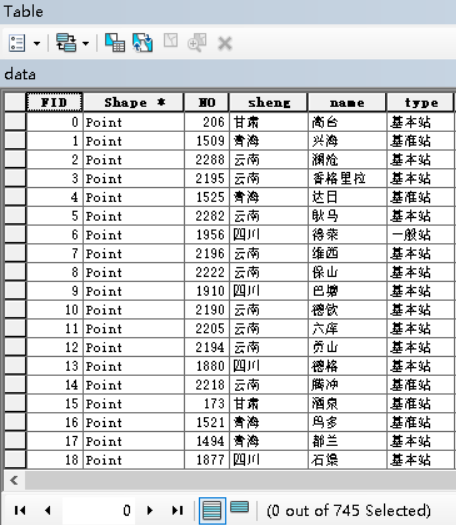 Table
data
FID Shape * NO sheng name type
0 Point 206 甘肃 高台 基本站
1 Point 1509 青海 兴海 基准站
2 Point 2288 云南 澜沧 基本站
3 Point 2195 云南 香格里拉 基本站
4 Point 1525 青海 达日 基准站
5 Point 2282 云南 耿马 基本站
6 Point 1956 四川 得荣 一般站
7 Point 2196 云南 维西 基本站
8 Point 2222 云南 保山 基本站
9 Point 1910 四川 巴塘 基本站
10 Point 2190 云南 德钦 基本站
11 Point 2205 云南 六库 基本站
12 Point 2194 云南 贡山 基本站
13 Point 1880 四川 德格 基本站
14 Point 2218 云南 腾冲 基准站
15 Point 173 甘肃 酒泉 基准站
16 Point 1521 青海 玛多 基准站
17 Point 1494 青海 都兰 基本站
18 Point 1877 四川 石渠 基本站
0 (0 out of 745 Selected)